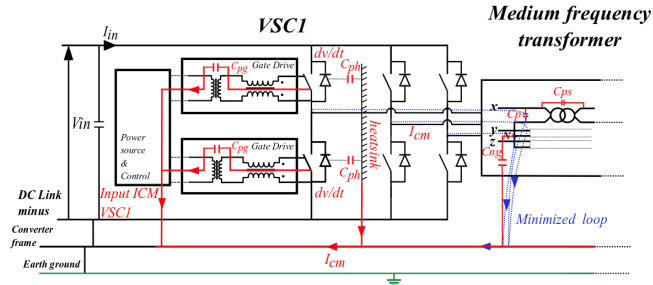 VSC1
Medium frequency
transformer
Iin
Vin
Cpg
Gate Drive
dv/dt
Cph
Power
source
&
Control
Cpg
Gate Drive
Cph
dv/dt
heatsink
Icm
x
y
z
N
Cps
Cng
Input ICM
VSC1
DC Link
minus
Converter
frame
Earth ground
Icm
Minimized loop